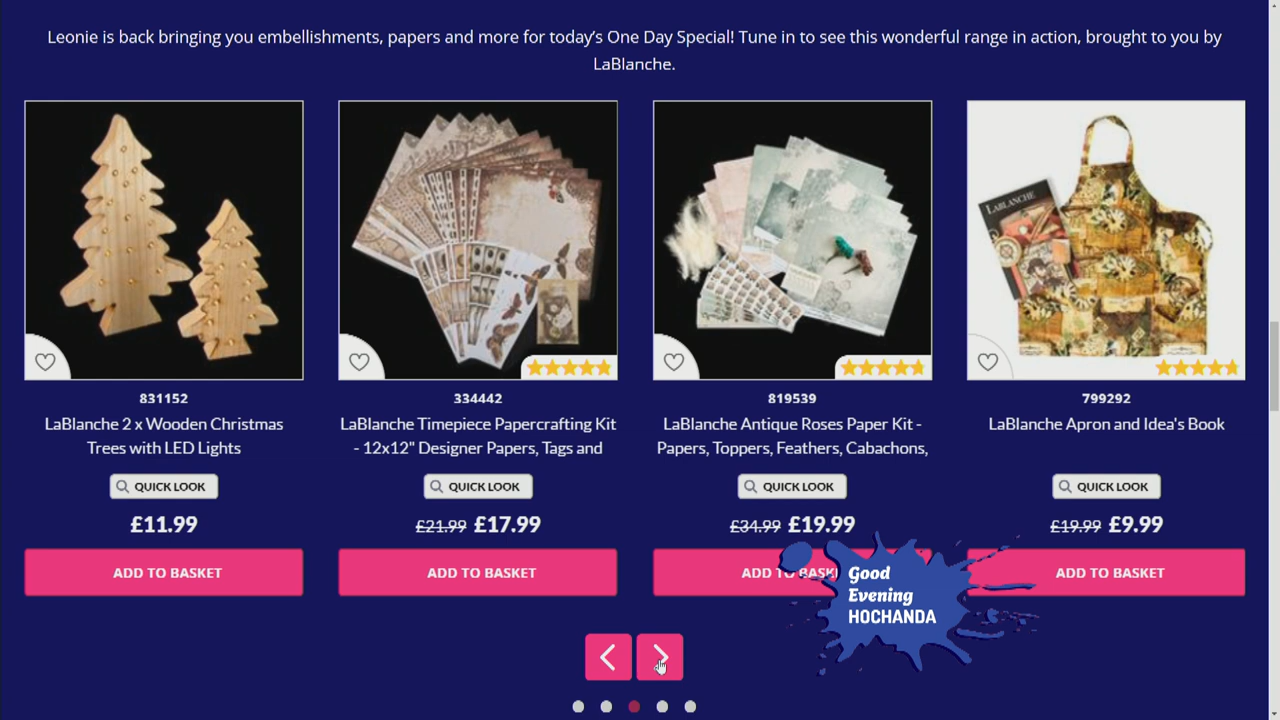 Leonie is back bringing you embellishments, papers and more for today's One Day Special! Tune in to see this wonderful range in action, brought to you by
LaBlanche.
LABLANCHE
831152
LaBlanche 2 x Wooden Christmas
Trees with LED Lights
QUICK LOOK
£11.99
ADD TO BASKET
334442
LaBlanche Timepiece Papercrafting Kit
- 12x12" Designer Papers, Tags and
QUICK LOOK
£21.99 £17.99
ADD TO BASKET
819539
LaBlanche Antique Roses Paper Kit -
Papers, Toppers, Feathers, Cabachons,
QUICK LOOK
£34.99 £19.99
ADD TO BASK
799292
LaBlanche Apron and Idea's Book
QUICK LOOK
£19.99 £9.99
ADD TO BASKET
Good
Evening
HOCHANDA